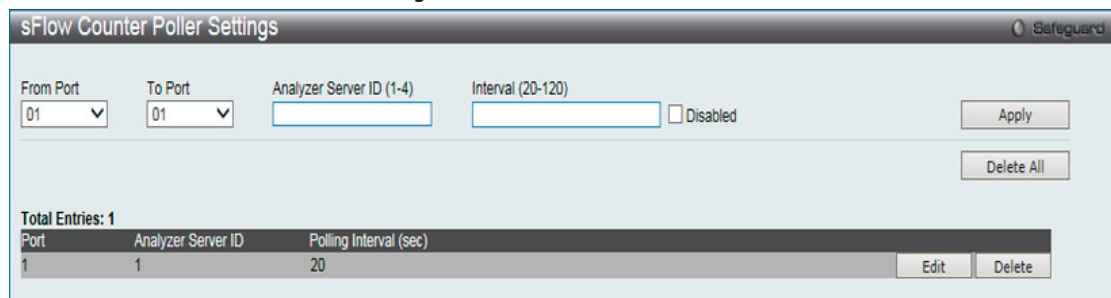 sFlow Counter Poller Settings Safeguard
From Port To Port Analyzer Server ID (1-4) Interval (20-120)
01 01 Disabled Apply
Delete All
Total Entries: 1
Port Analyzer Server ID Polling Interval (sec)
1 1 20 Edit Delete